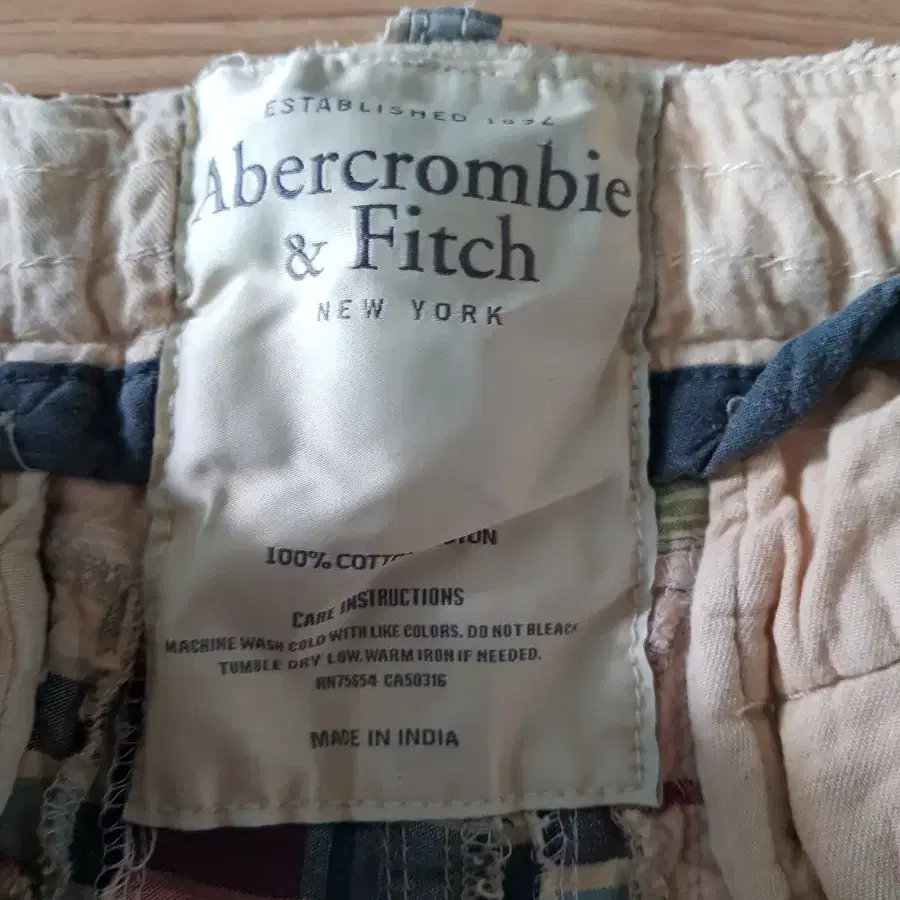 ESTABLISHED 1892
Abercrombie
& Fitch
NEW YORK
100%
CARE INSTRUCTIONS
MACHINE WASH COLD WITH LIKE COLORS. DO NOT BLEACH
TUMBLE DRY LOW. WARM IRON IF NEEDED.
RN75654 CA50316
MADE IN INDIA